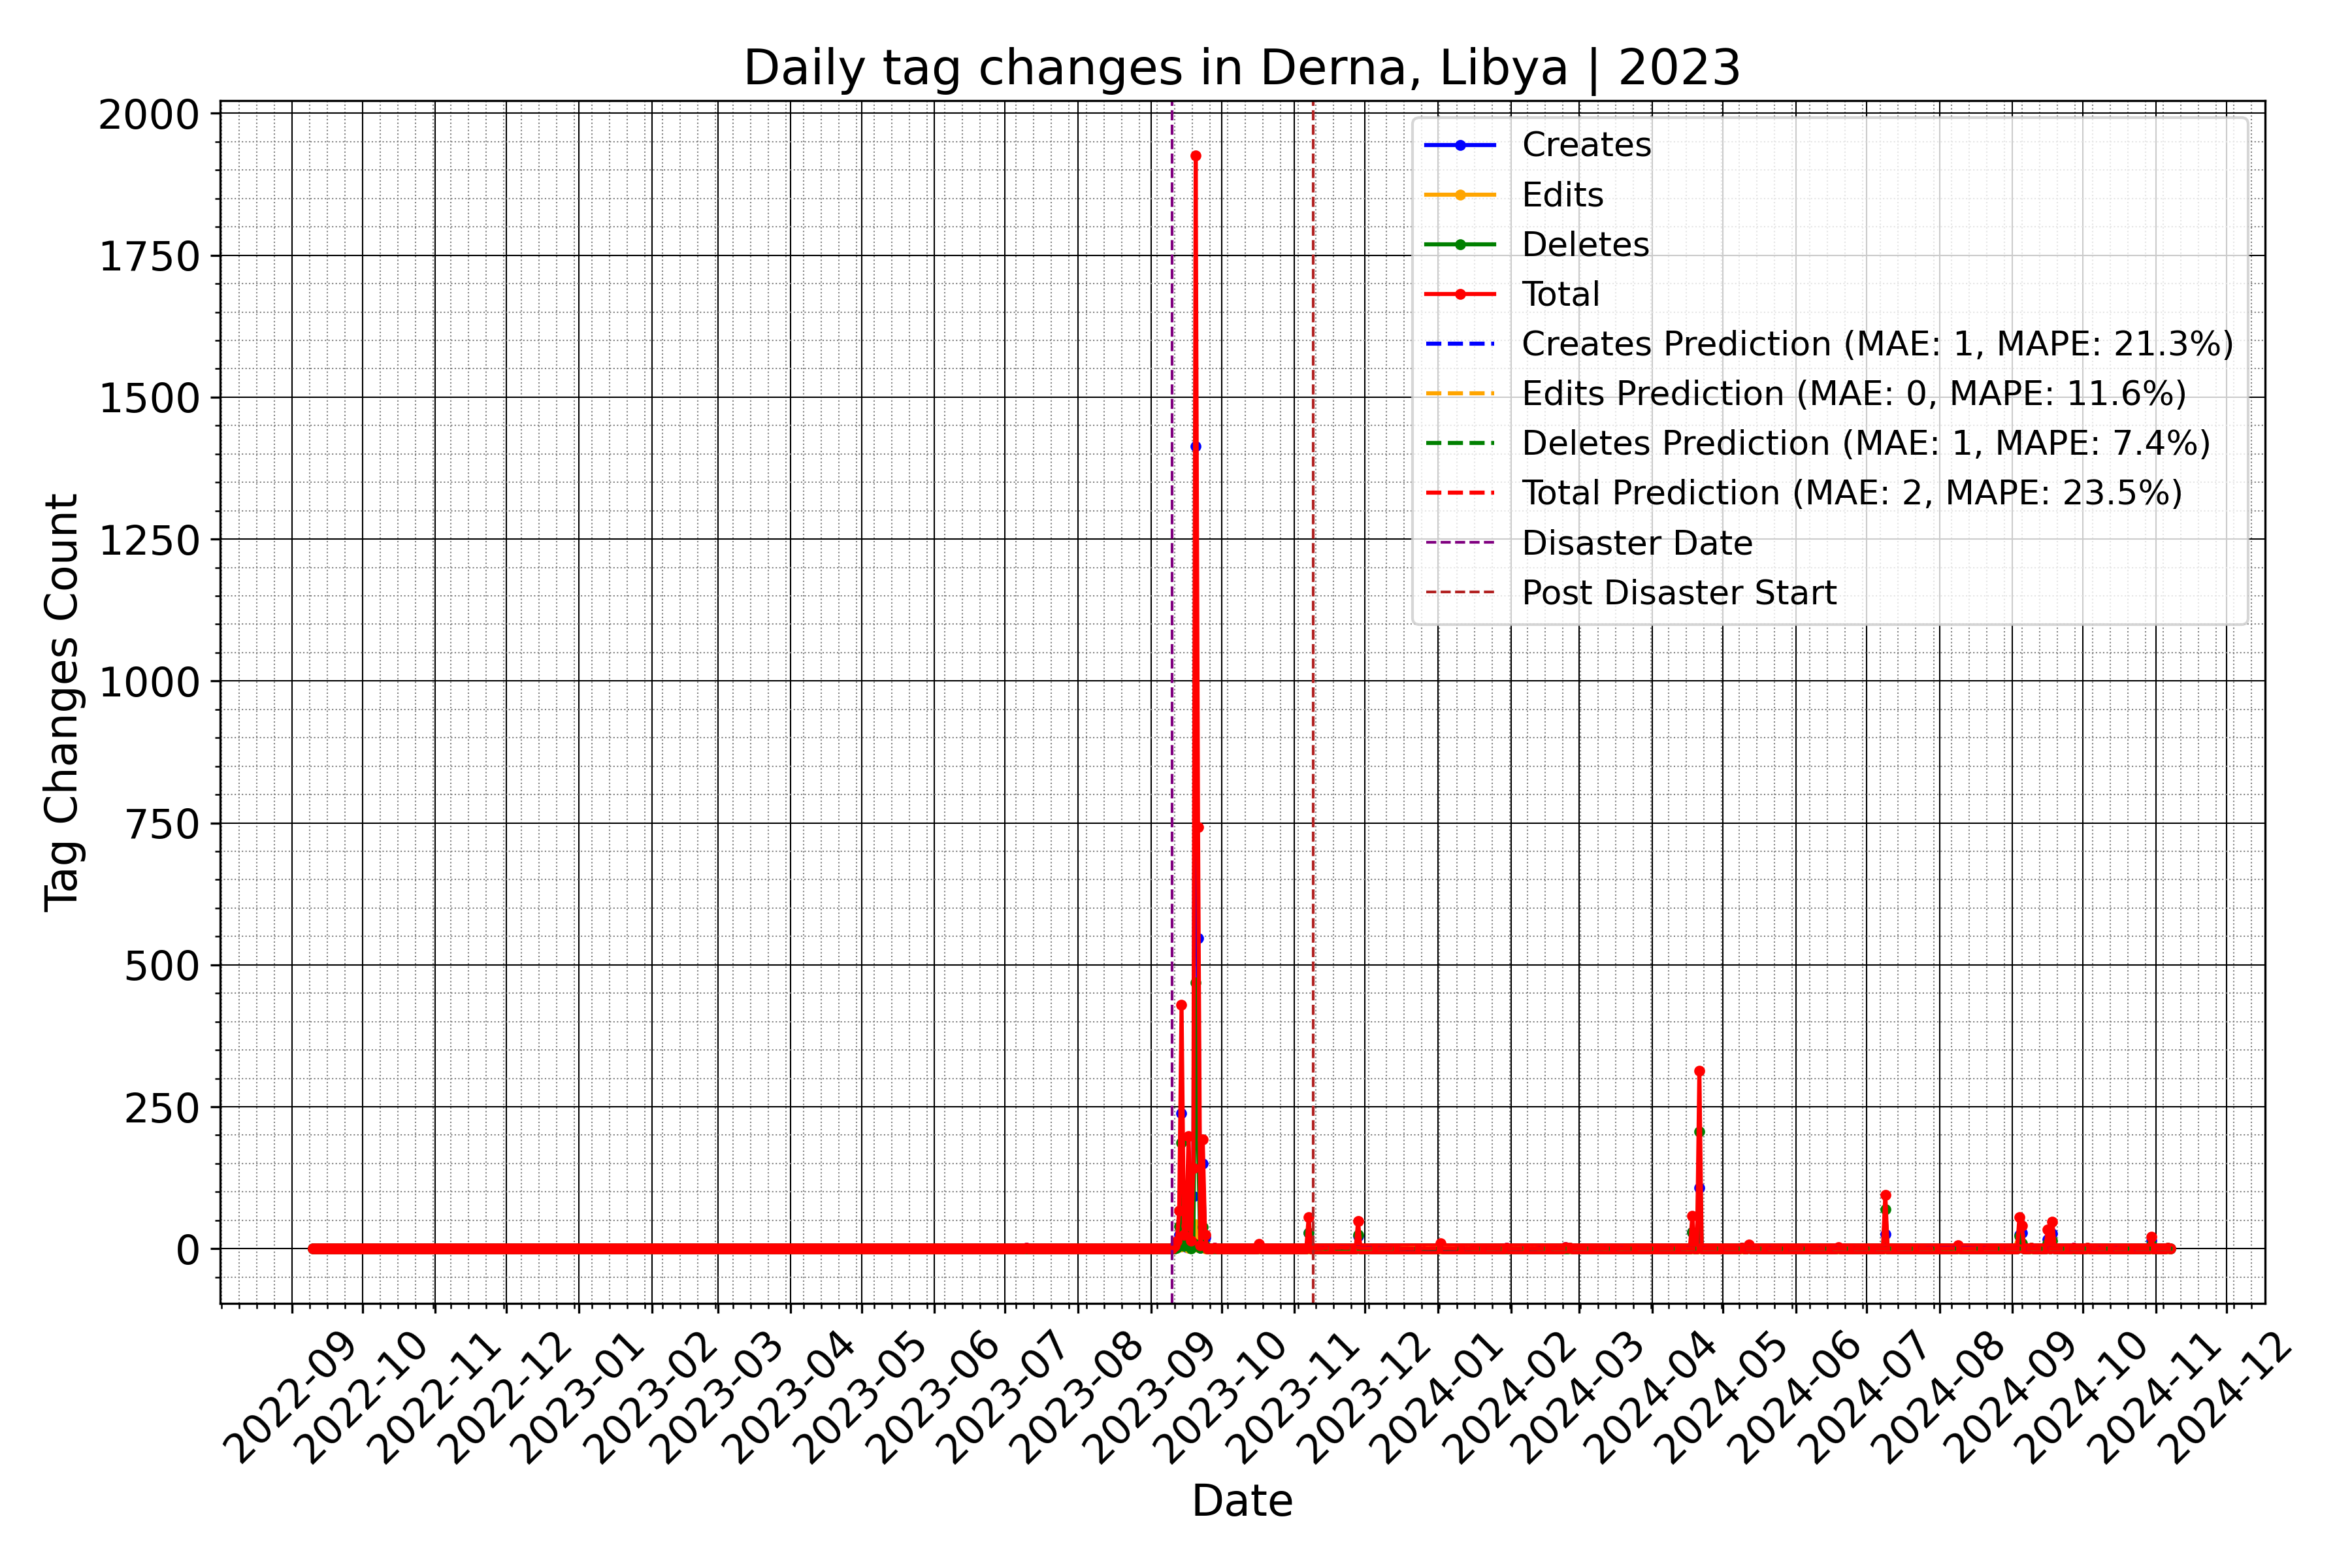 Daily tag changes in Derna, Libya | 2023
Tag Changes Count
2000
1750
1500
1250
1000
750
500
250
0
Creates
Edits
Deletes
Total
Creates Prediction (MAE: 1, MAPE: 21.3%)
Edits Prediction (MAE: 0, MAPE: 11.6%)
Deletes Prediction (MAE: 1, MAPE: 7.4%)
Total Prediction (MAE: 2, MAPE: 23.5%)
Disaster Date
Post Disaster Start
2022-09
2022-10
2022-11
2022-12
2023-01
2023-02
2023-03
2023-04
2023-05
2023-06
2023-07
2023-08
2023-09
2023-10
2023-11
2023-12
2024-01
2024-02
2024-03
2024-04
2024-05
2024-06
2024-07
2024-08
2024-09
2024-10
2024-11
2024-12
Date